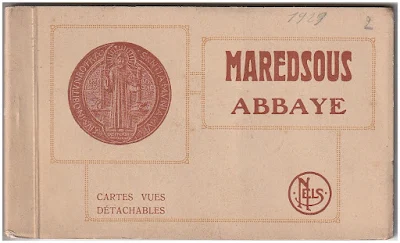 1929
2
MAREDSOUS
ABBAYE
CARTES VUES
DÉTACHABLES
NELS